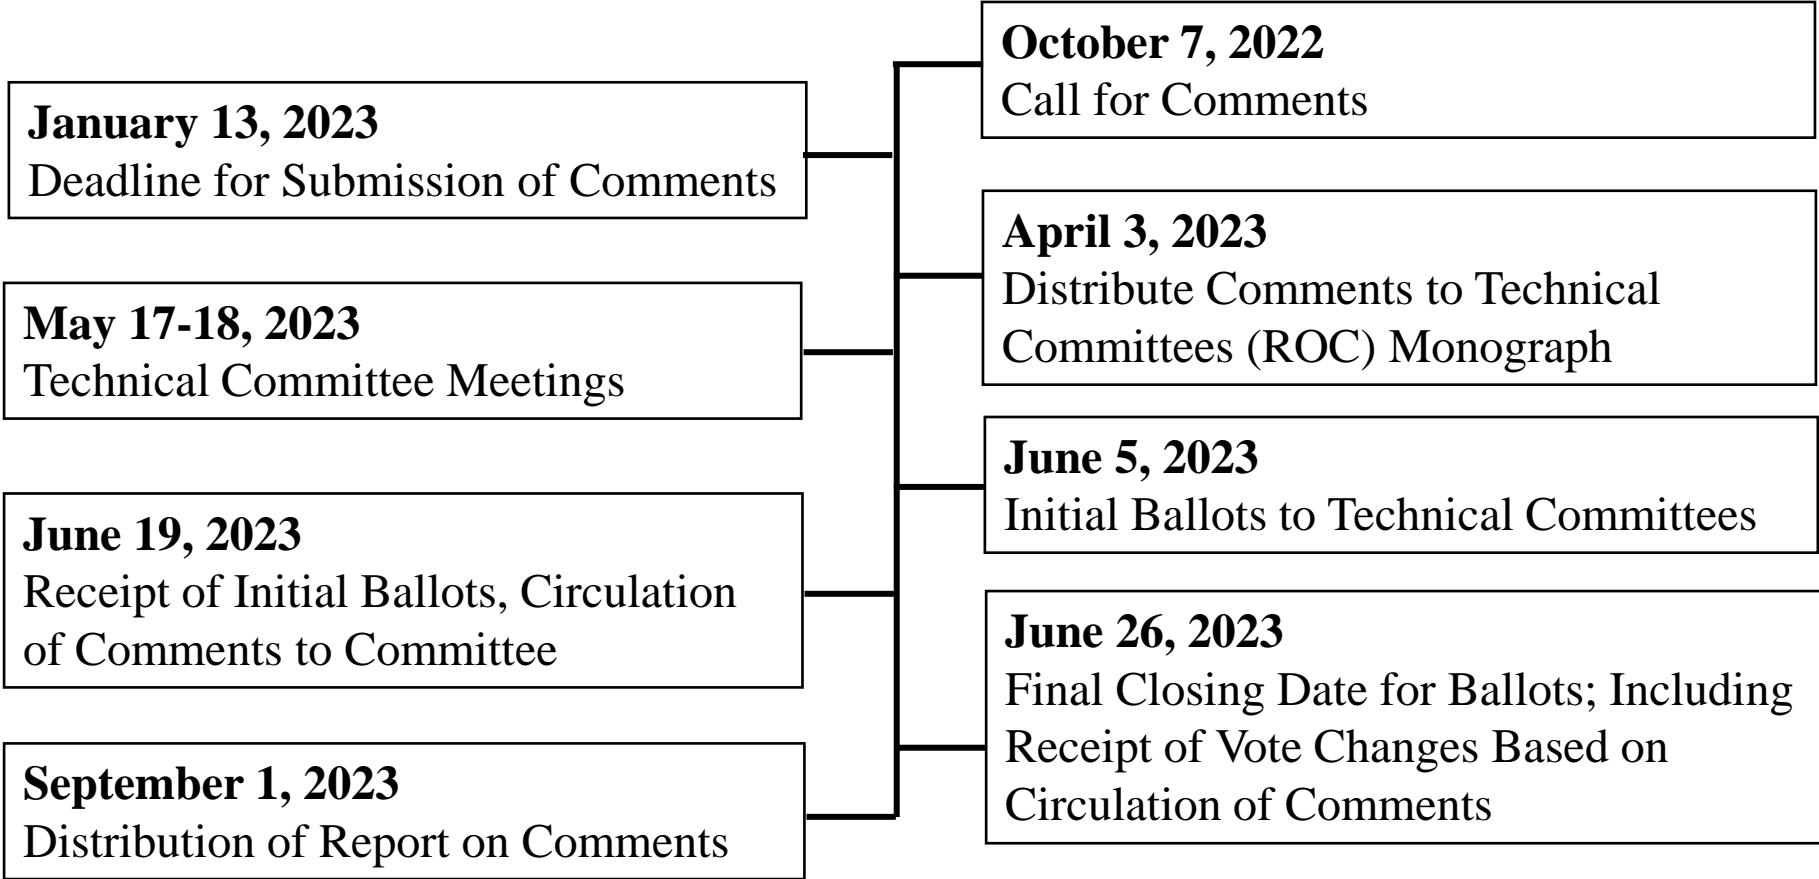 October 7, 2022
Call for Comments
January 13, 2023
Deadline for Submission of Comments
April 3, 2023
Distribute Comments to Technical
Committees (ROC) Monograph
May 17-18, 2023
Technical Committee Meetings
June 5, 2023
Initial Ballots to Technical Committees
June 19, 2023
Receipt of Initial Ballots, Circulation
of Comments to Committee
June 26, 2023
Final Closing Date for Ballots; Including
Receipt of Vote Changes Based on
Circulation of Comments
September 1, 2023
Distribution of Report on Comments